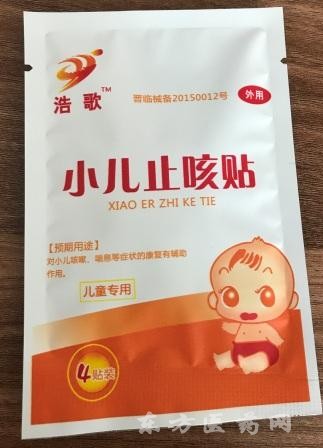 浩歌™
晋临械备20150012号
外用
小儿止咳贴
XIAO ER ZHI KE TIE
【预期用途】
对小儿咳嗽、喘息等症状的康复有辅助
作用。
儿童专用
4贴装
东方医药网